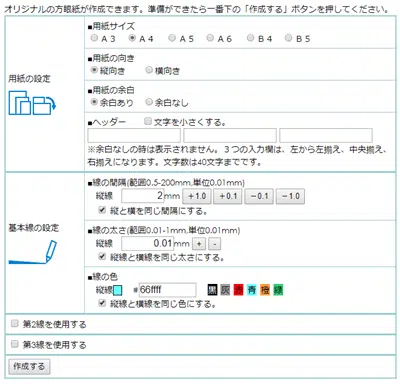 オリジナルの方眼紙が作成できます。準備ができたら一番下の「作成する」ボタンを押してください。
用紙の設定
■用紙サイズ
A3 A4 A5 A6 B4 B5
■用紙の向き
縦向き 横向き
■用紙の余白
余白あり 余白なし
■ヘッダー 文字を小さくする。
※余白なしの時は表示されません。3つの入力欄は、左から左揃え、中央揃え、
右揃えになります。文字数は40文字までです。
基本線の設定
■線の間隔(範囲0.5-200mm,単位0.01mm)
縦線 2 mm +1.0 +0.1 -0.1 -1.0
縦と横を同じ間隔にする。
■線の太さ(範囲0.01-1mm,単位0.01mm)
縦線 0.01 mm + -
縦線と横線を同じ太さにする。
■線の色
縦線 # 66ffff 黒 灰 赤 青 橙 緑
縦線と横線を同じ色にする。
第2線を使用する
第3線を使用する
作成する